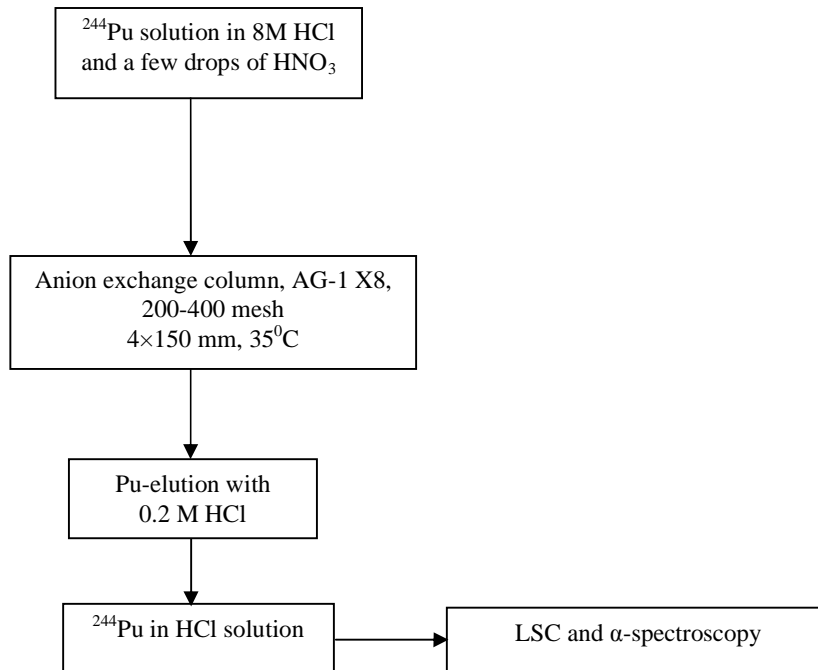 ²⁴⁴Pu solution in 8M HCl
and a few drops of HNO₃
Anion exchange column, AG-1 X8,
200-400 mesh
4×150 mm, 35⁰C
Pu-elution with
0.2 M HCl
²⁴⁴Pu in HCl solution
LSC and α-spectroscopy